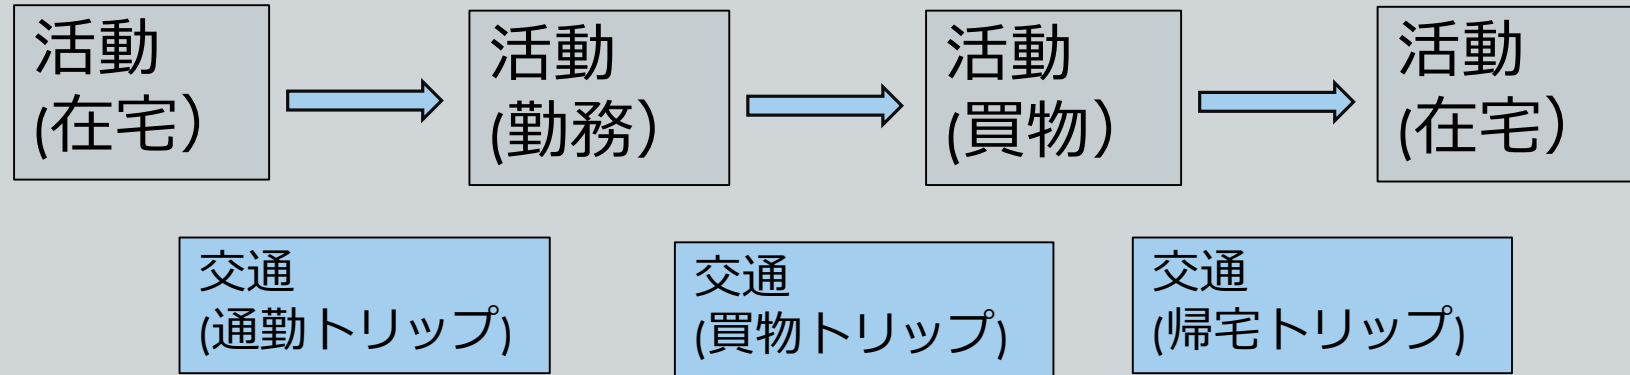 活動
(在宅）
活動
(勤務）
活動
(買物）
活動
(在宅）
交通
(通勤トリップ)
交通
(買物トリップ)
交通
(帰宅トリップ)